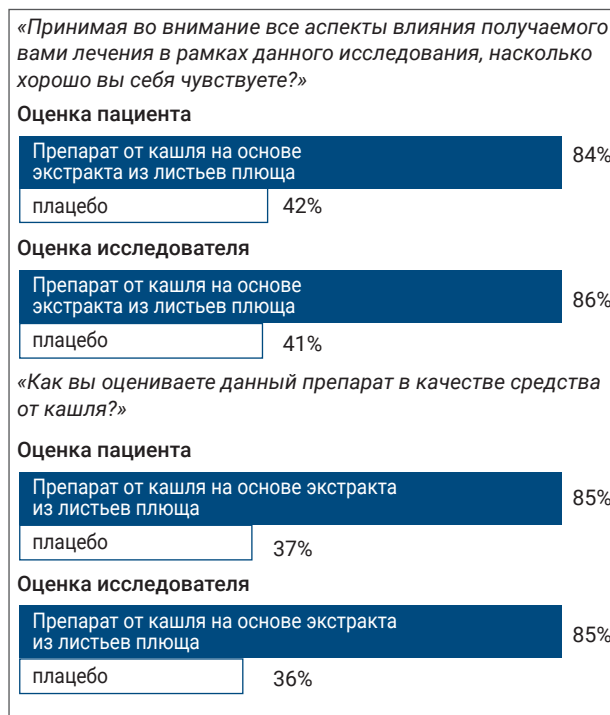 «Принимая во внимание все аспекты влияния получаемого
вами лечения в рамках данного исследования, насколько
хорошо вы себя чувствуете?»
Оценка пациента
Препарат от кашля на основе
экстракта из листьев плюща
84%
плацебо
42%
Оценка исследователя
Препарат от кашля на основе
экстракта из листьев плюща
86%
плацебо
41%
«Как вы оцениваете данный препарат в качестве средства
от кашля?»
Оценка пациента
Препарат от кашля на основе экстракта
из листьев плюща
85%
плацебо
37%
Оценка исследователя
Препарат от кашля на основе экстракта
из листьев плюща
85%
плацебо
36%